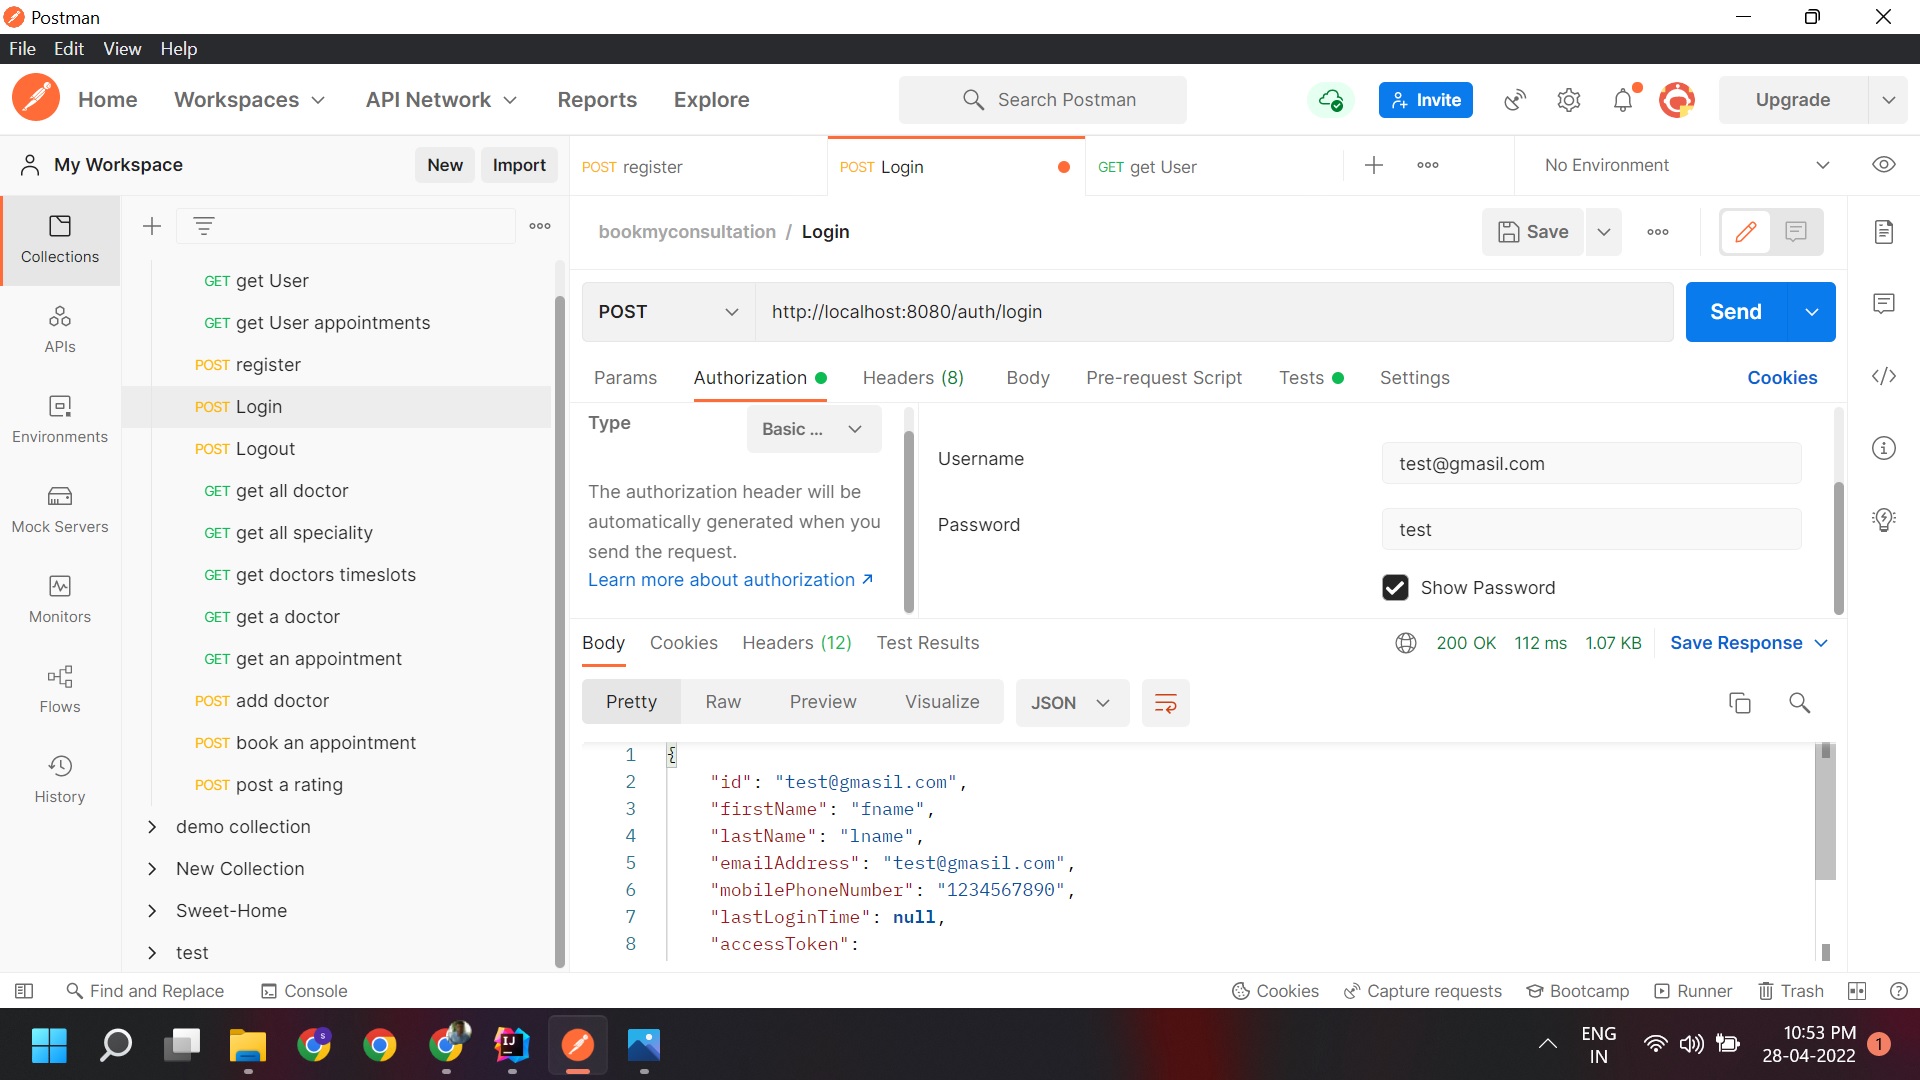 Postman
File Edit View Help
Home Workspaces API Network Reports Explore Search Postman Invite Upgrade
My Workspace New Import POST register POST Login GET get User No Environment
bookmyconsultation / Login Save
Collections
APIs
Environments
Mock Servers
Monitors
Flows
History
GET get User
GET get User appointments
POST register
POST Login
POST Logout
GET get all doctor
GET get all speciality
GET get doctors timeslots
GET get a doctor
GET get an appointment
POST add doctor
POST book an appointment
POST post a rating
demo collection
New Collection
Sweet-Home
test
POST http://localhost:8080/auth/login Send
Params Authorization Headers (8) Body Pre-request Script Tests Settings Cookies
Type Basic ...
The authorization header will be
automatically generated when you
send the request.
Learn more about authorization ↗
Username test@gmasil.com
Password test
Show Password
Body Cookies Headers (12) Test Results 200 OK 112 ms 1.07 KB Save Response
Pretty Raw Preview Visualize JSON
1 {
2 "id": "test@gmasil.com",
3 "firstName": "fname",
4 "lastName": "lname",
5 "emailAddress": "test@gmasil.com",
6 "mobilePhoneNumber": "1234567890",
7 "lastLoginTime": null,
8 "accessToken":
Find and Replace Console Cookies Capture requests Bootcamp Runner Trash
S
IJ
ENG
IN
10:53 PM
28-04-2022
1